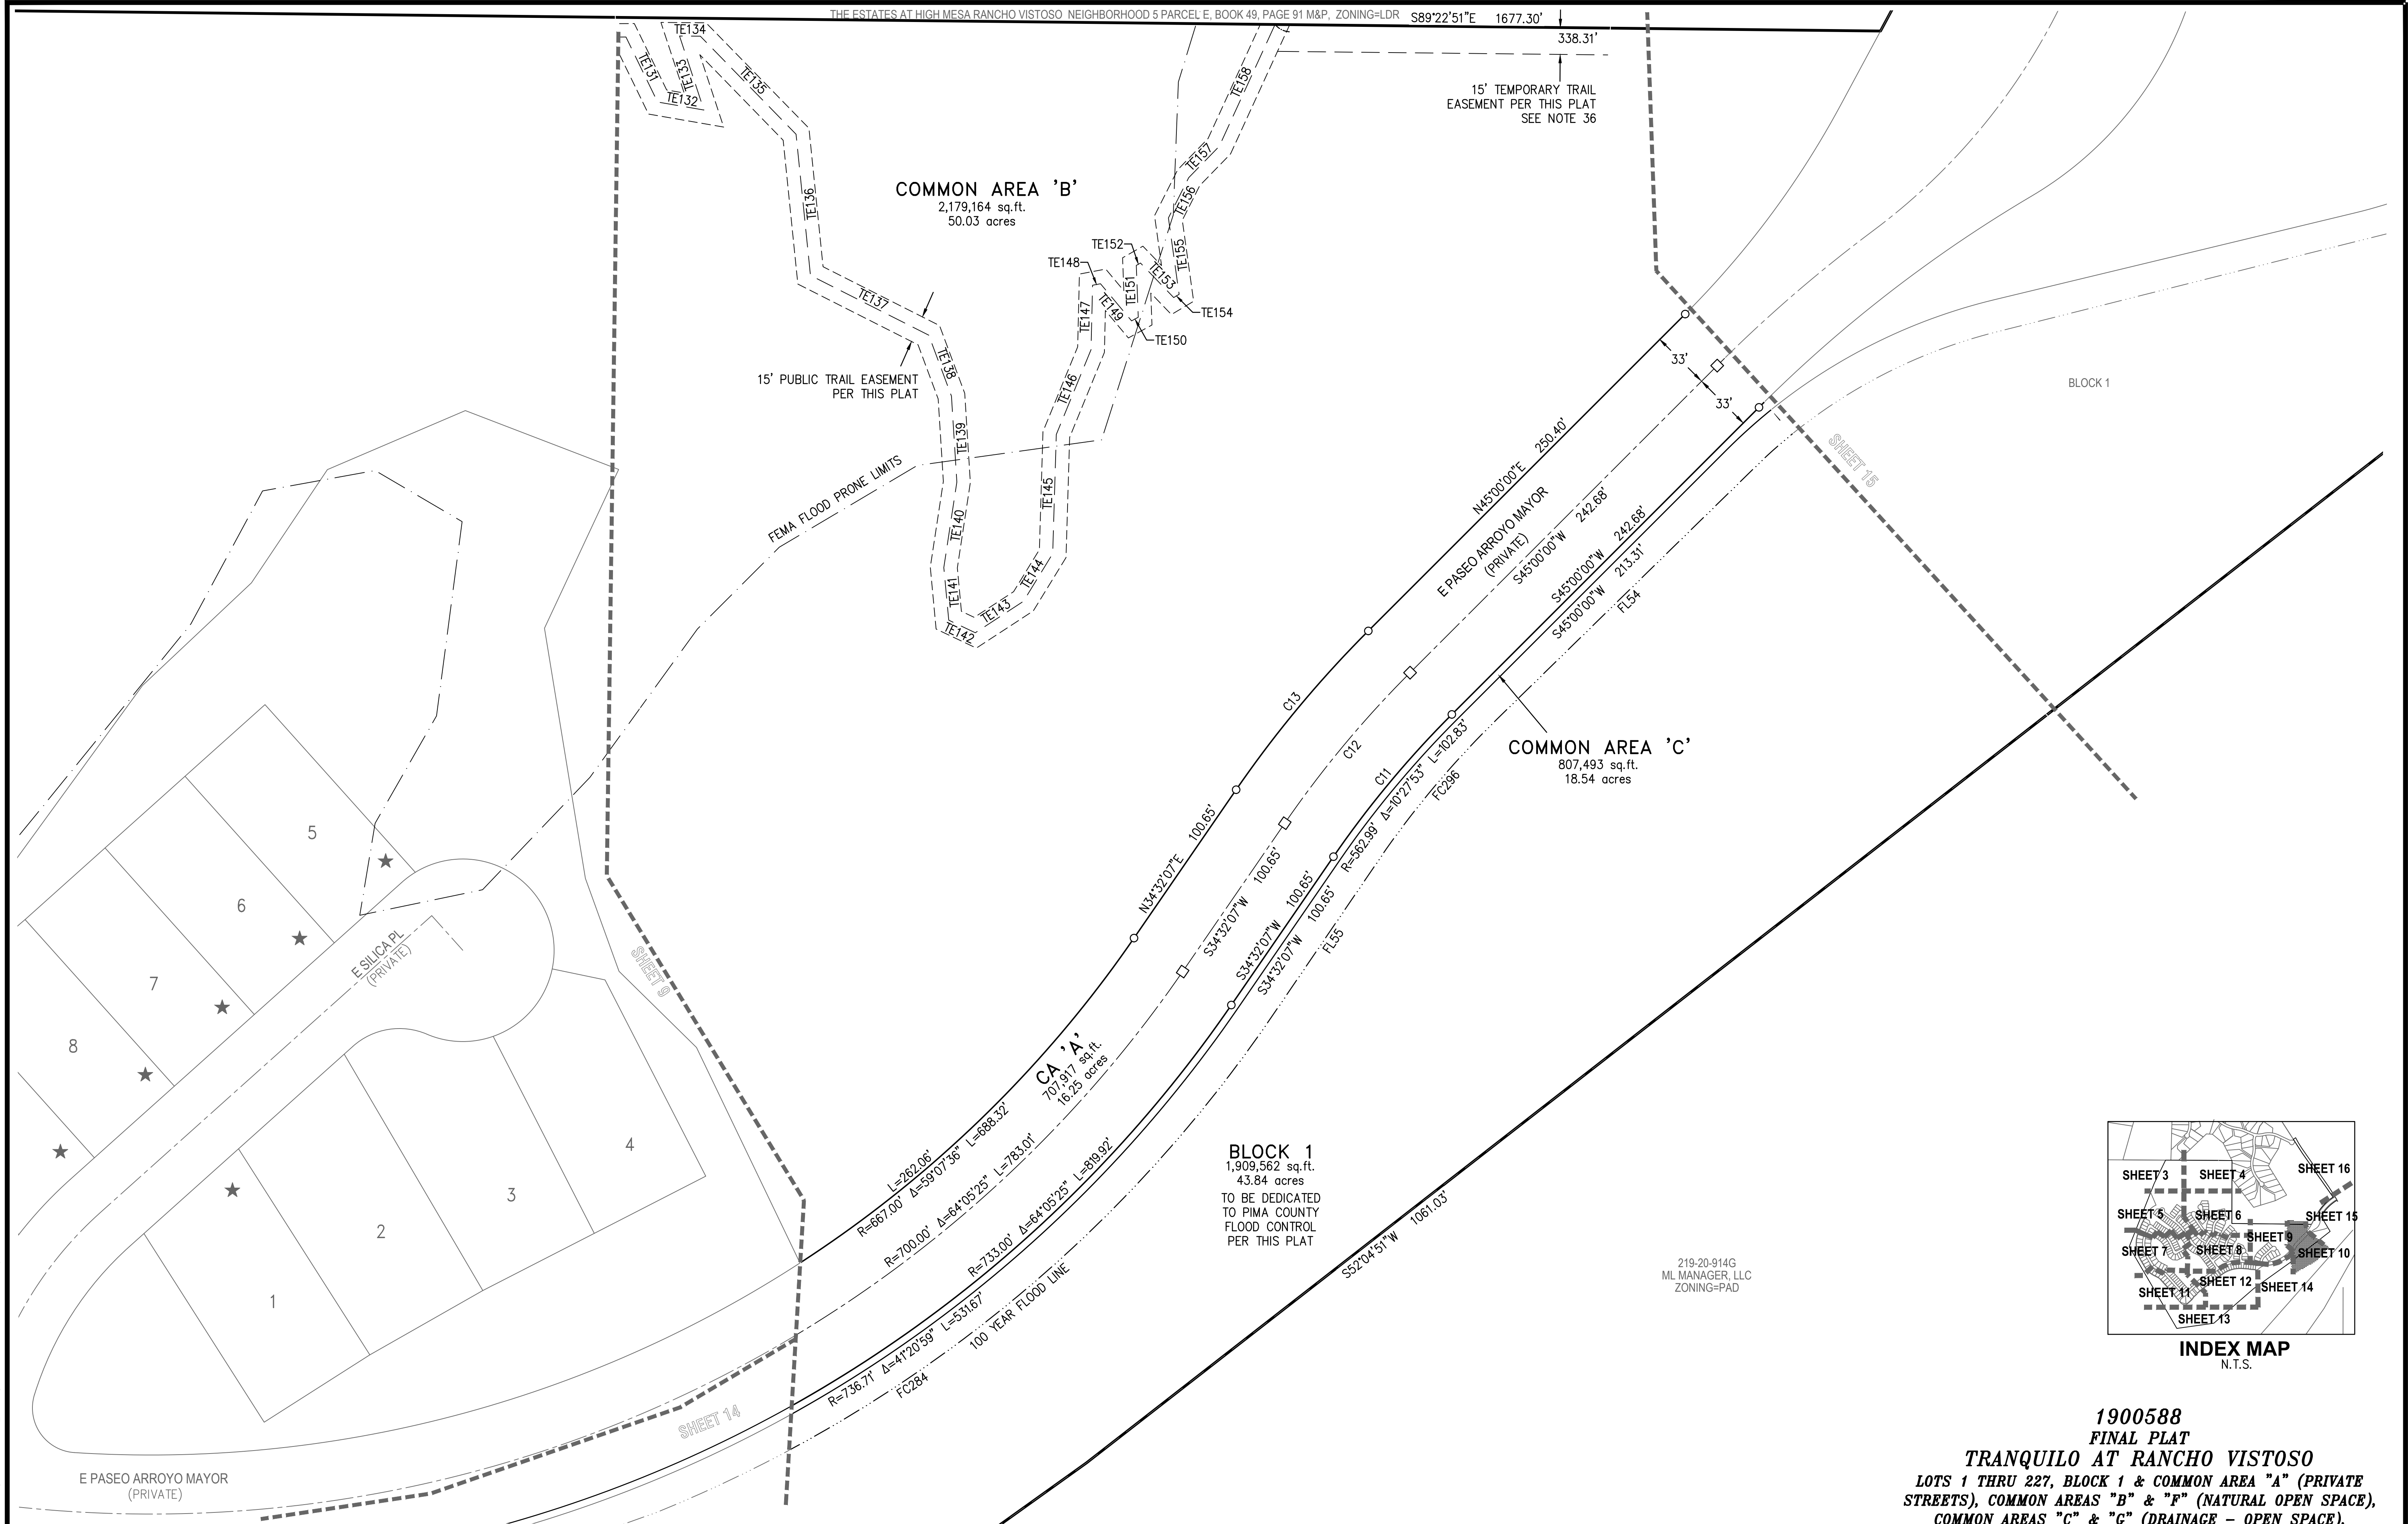 THE ESTATES AT HIGH MESA RANCHO VISTOSO NEIGHBORHOOD 5 PARCEL E, BOOK 49, PAGE 91 M&P, ZONING=LDR
S89°22'51"E 1677.30'
338.31'
15' TEMPORARY TRAIL
EASEMENT PER THIS PLAT
SEE NOTE 36
TE134
TE131
TE133
TE132
TE135
TE136
TE137
TE138
TE139
TE140
TE141
TE142
TE143
TE144
TE145
TE146
TE147
TE148
TE149
TE150
TE151
TE152
TE153
TE154
TE155
TE156
TE157
TE158
COMMON AREA 'B'
2,179,164 sq.ft.
50.03 acres
15' PUBLIC TRAIL EASEMENT
PER THIS PLAT
FEMA FLOOD PRONE LIMITS
33'
33'
BLOCK 1
SHEET 15
N45°00'00"E 250.40'
E PASEO ARROYO MAYOR
(PRIVATE)
S45°00'00"W 242.68'
S45°00'00"W 242.68'
S45°00'00"W 213.31'
FL54
C13
C12
C11
R=562.99' Δ=10°27'53" L=102.83'
FC296
COMMON AREA 'C'
807,493 sq.ft.
18.54 acres
N34°32'07"E 100.65'
S34°32'07"W 100.65'
S34°32'07"W 100.65'
S34°32'07"W 100.65'
FL55
5
6
7
8
E SILICA PL
(PRIVATE)
SHEET 9
4
3
2
1
CA 'A'
707,917 sq.ft.
16.25 acres
L=262.06'
R=667.00' Δ=59°07'36" L=688.32'
R=700.00' Δ=64°05'25" L=783.01'
R=733.00' Δ=64°05'25" L=819.92'
R=736.71' Δ=41°20'59" L=531.67'
FC284
100 YEAR FLOOD LINE
BLOCK 1
1,909,562 sq.ft.
43.84 acres
TO BE DEDICATED
TO PIMA COUNTY
FLOOD CONTROL
PER THIS PLAT
S52°04'51"W 1061.03'
219-20-914G
ML MANAGER, LLC
ZONING=PAD
SHEET 14
E PASEO ARROYO MAYOR
(PRIVATE)
SHEET 3
SHEET 4
SHEET 16
SHEET 5
SHEET 6
SHEET 15
SHEET 7
SHEET 8
SHEET 9
SHEET 10
SHEET 11
SHEET 12
SHEET 14
SHEET 13
INDEX MAP
N.T.S.
1900588
FINAL PLAT
TRANQUILO AT RANCHO VISTOSO
LOTS 1 THRU 227, BLOCK 1 & COMMON AREA "A" (PRIVATE
STREETS), COMMON AREAS "B" & "F" (NATURAL OPEN SPACE),
COMMON AREAS "C" & "G" (DRAINAGE - OPEN SPACE),